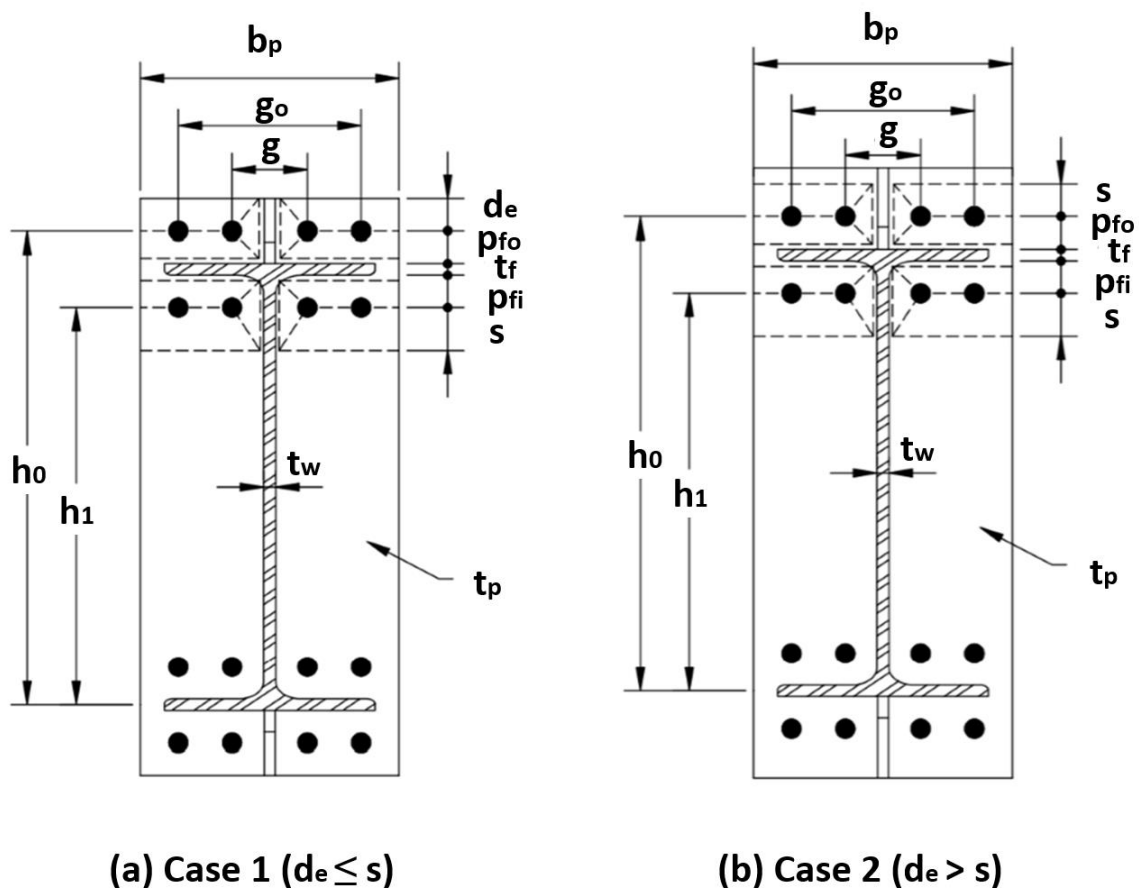 bp
go
g
de
pfo
tf
pfi
s
h0
h1
tw
tp
(a) Case 1 (de ≤ s)
bp
go
g
s
pfo
tf
pfi
s
h0
h1
tw
tp
(b) Case 2 (de > s)